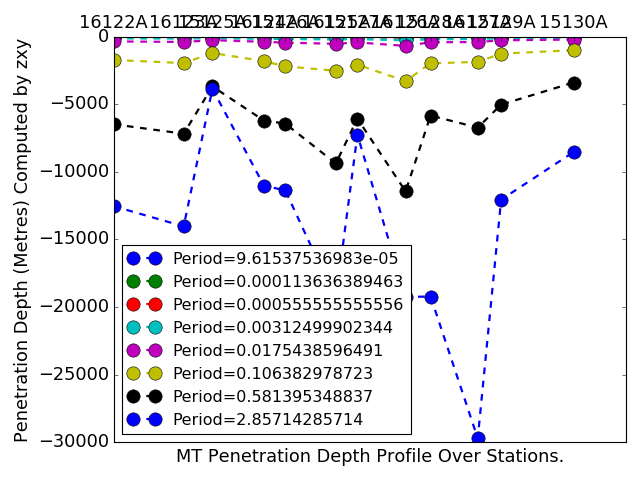 16122A 15130A
0
−5000
−10000
−15000
−20000
−25000
−30000
Penetration Depth (Metres) Computed by zxy
Period=9.61537536983e-05
Period=0.000113636389463
Period=0.000555555555556
Period=0.00312499902344
Period=0.0175438596491
Period=0.106382978723
Period=0.581395348837
Period=2.85714285714
MT Penetration Depth Profile Over Stations.